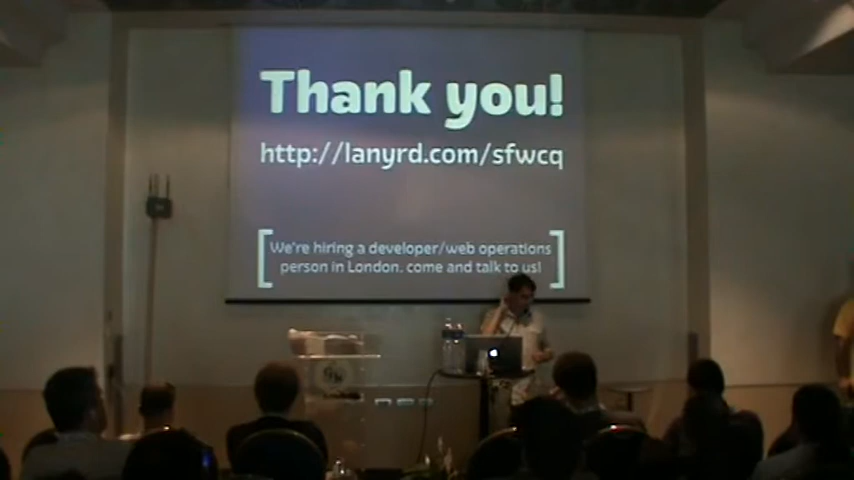 Thank you!
http://lanyrd.com/sfwcq
We're hiring a developer/web operations
person in London. come and talk to us!